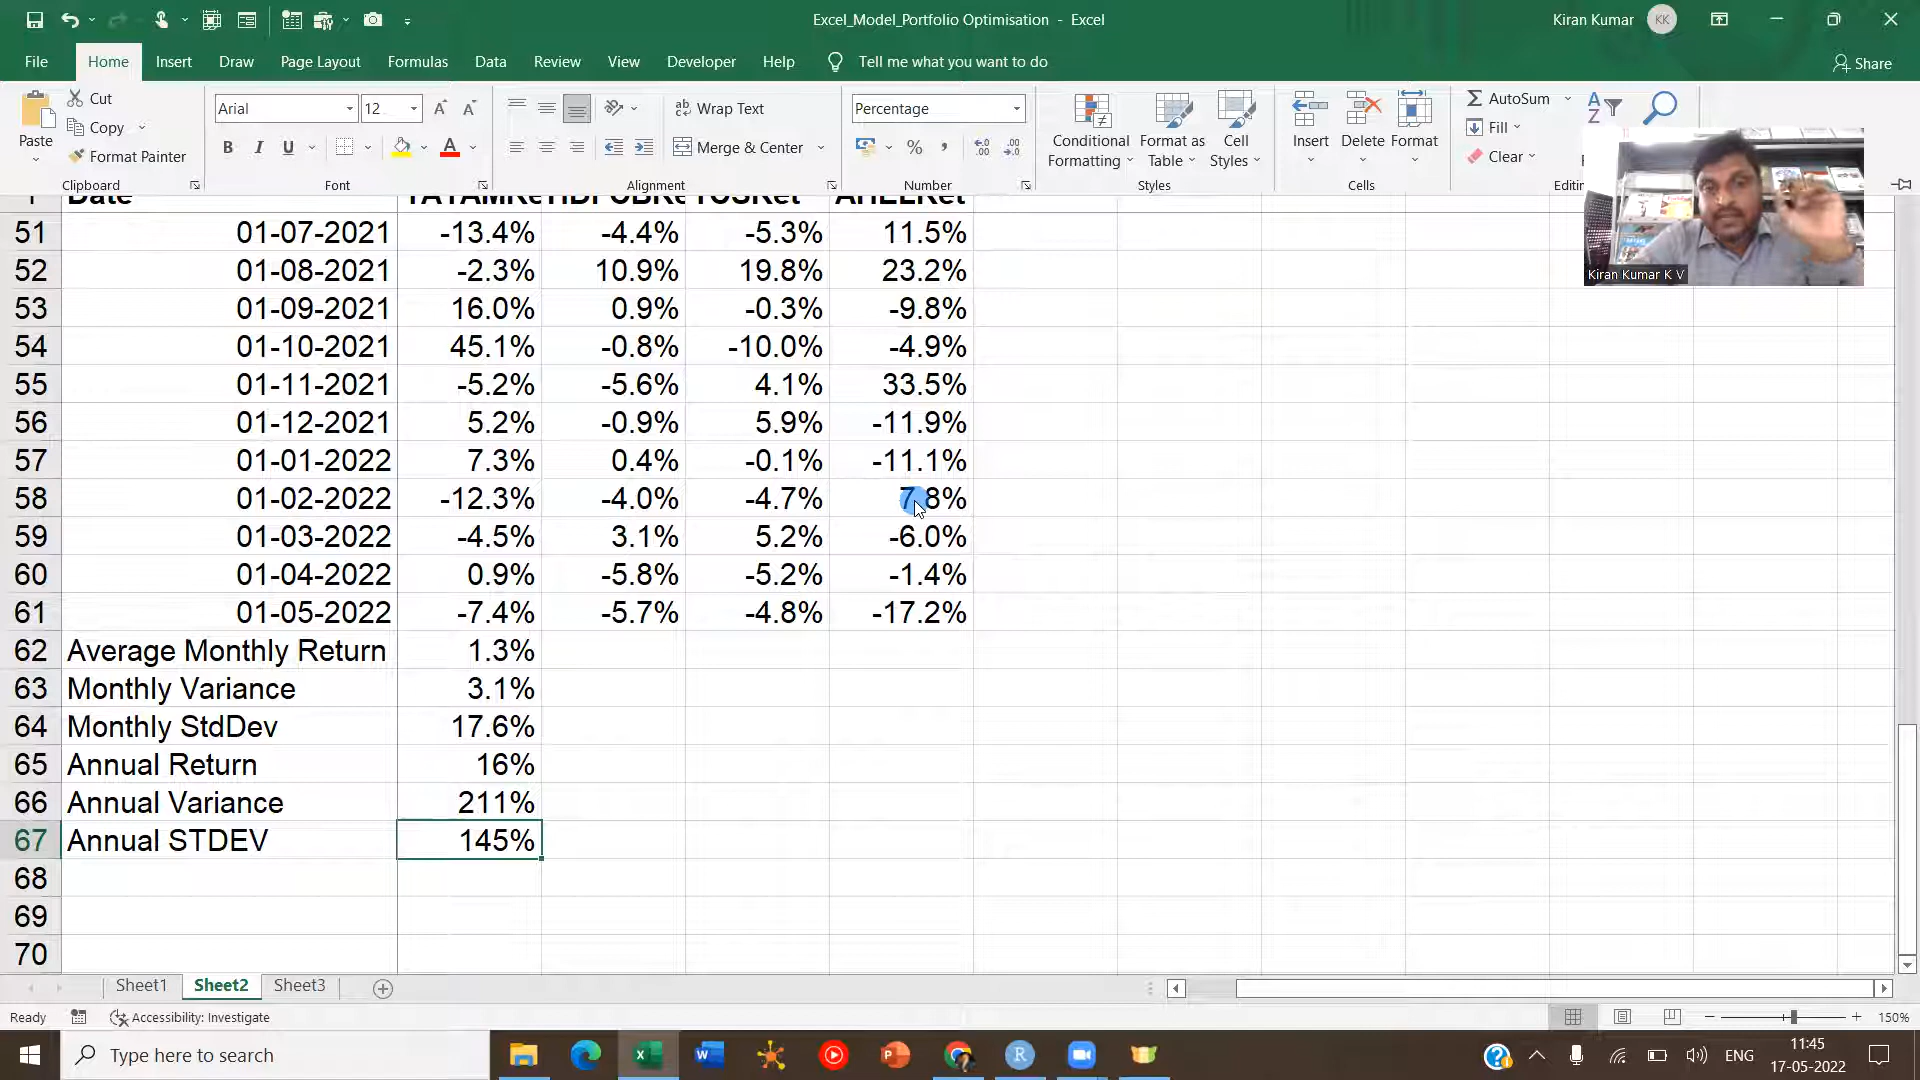 Excel_Model_Portfolio Optimisation - Excel
Kiran Kumar
KK
File
Home
Insert
Draw
Page Layout
Formulas
Data
Review
View
Developer
Help
Tell me what you want to do
Share
Paste
Cut
Copy
Format Painter
Clipboard
Arial
12
B I U
Font
Wrap Text
Merge & Center
Alignment
Percentage
Number
Conditional Formatting
Format as Table
Cell Styles
Styles
Insert
Delete
Format
Cells
AutoSum
Fill
Clear
Kiran Kumar K V
Date
51 01-07-2021 -13.4% -4.4% -5.3% 11.5%
52 01-08-2021 -2.3% 10.9% 19.8% 23.2%
53 01-09-2021 16.0% 0.9% -0.3% -9.8%
54 01-10-2021 45.1% -0.8% -10.0% -4.9%
55 01-11-2021 -5.2% -5.6% 4.1% 33.5%
56 01-12-2021 5.2% -0.9% 5.9% -11.9%
57 01-01-2022 7.3% 0.4% -0.1% -11.1%
58 01-02-2022 -12.3% -4.0% -4.7% 7.8%
59 01-03-2022 -4.5% 3.1% 5.2% -6.0%
60 01-04-2022 0.9% -5.8% -5.2% -1.4%
61 01-05-2022 -7.4% -5.7% -4.8% -17.2%
62 Average Monthly Return 1.3%
63 Monthly Variance 3.1%
64 Monthly StdDev 17.6%
65 Annual Return 16%
66 Annual Variance 211%
67 Annual STDEV 145%
68
69
70
Sheet1
Sheet2
Sheet3
Ready
Accessibility: Investigate
150%
Type here to search
ENG
11:45
17-05-2022